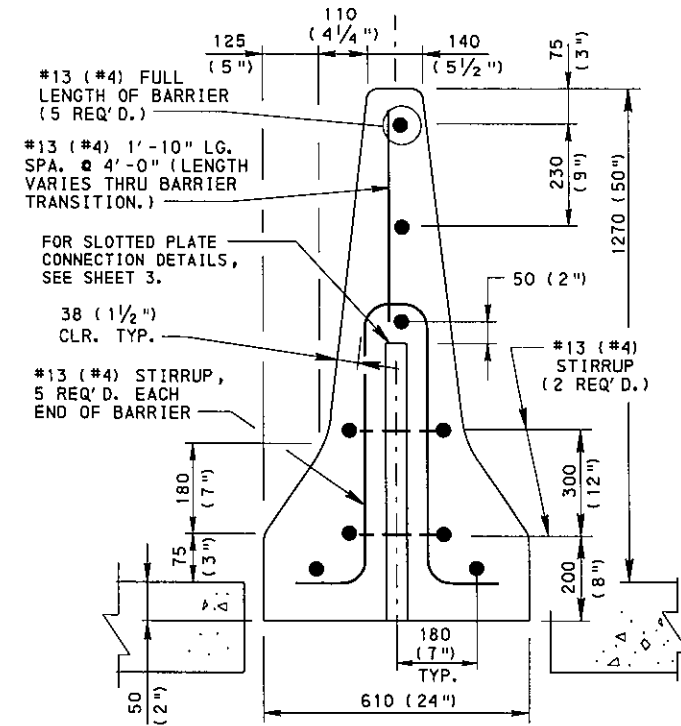 110
(4 1/4")
125
(5")
140
(5 1/2")
75
(3")
#13 (#4) FULL
LENGTH OF BARRIER
(5 REQ'D.)
#13 (#4) 1'-10" LG.
SPA. @ 4'-0" (LENGTH
VARIES THRU BARRIER
TRANSITION.)
230
(9")
1270 (50")
FOR SLOTTED PLATE
CONNECTION DETAILS,
SEE SHEET 3.
50 (2")
38 (1 1/2")
CLR. TYP.
#13 (#4)
STIRRUP
(2 REQ'D.)
#13 (#4) STIRRUP,
5 REQ'D. EACH
END OF BARRIER
180
(7")
300
(12")
75
(3")
200
(8")
180
(7")
TYP.
50
(2")
610 (24")